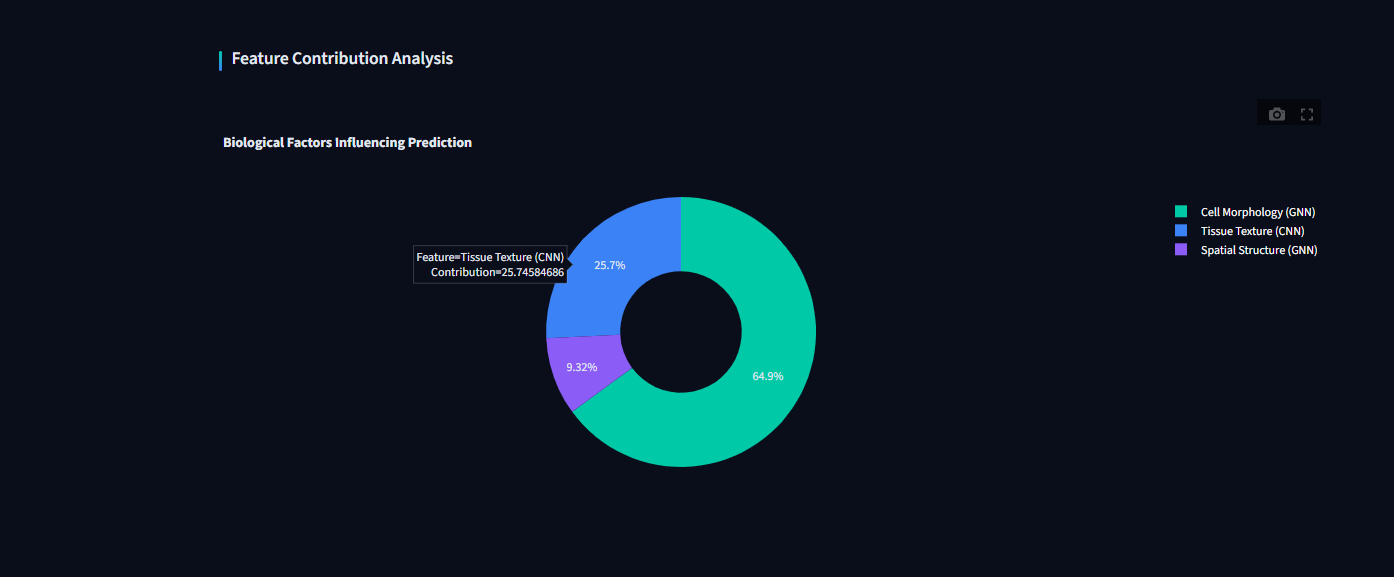 Feature Contribution Analysis
Biological Factors Influencing Prediction
Cell Morphology (GNN)
Tissue Texture (CNN)
Spatial Structure (GNN)
Feature=Tissue Texture (CNN)
Contribution=25.74584686
25.7%
9.32%
64.9%